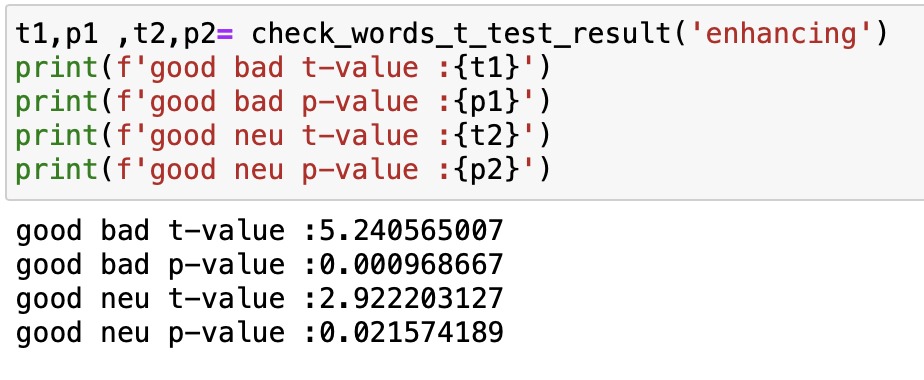 t1,p1 ,t2,p2= check_words_t_test_result('enhancing')
print(f'good bad t-value :{t1}')
print(f'good bad p-value :{p1}')
print(f'good neu t-value :{t2}')
print(f'good neu p-value :{p2}')
good bad t-value :5.240565007
good bad p-value :0.000968667
good neu t-value :2.922203127
good neu p-value :0.021574189